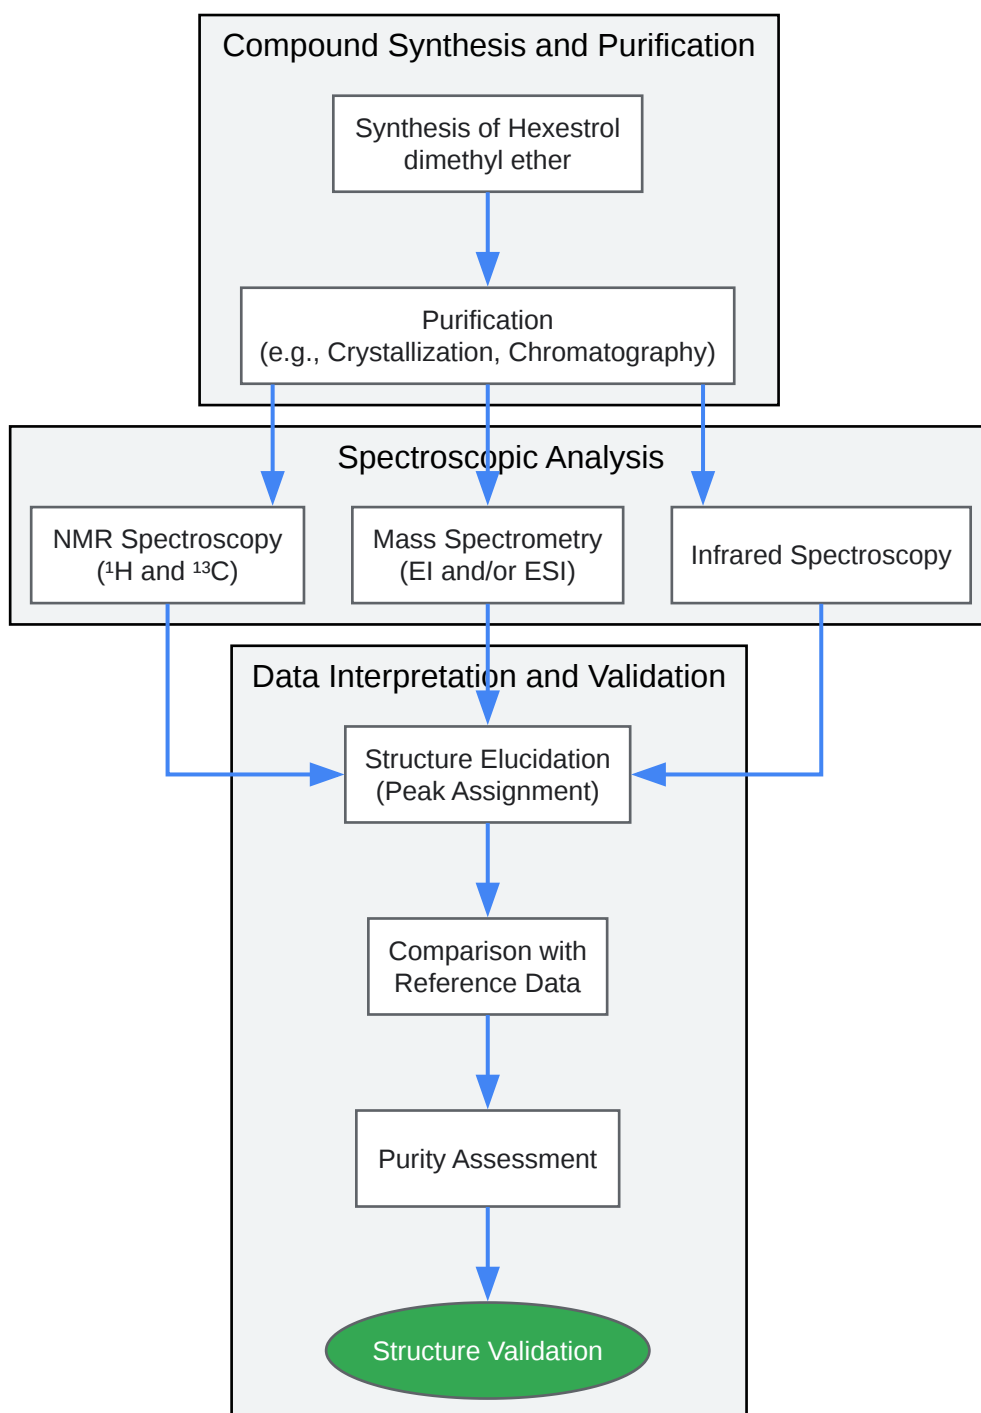 Compound Synthesis and Purification
Synthesis of Hexestrol
dimethyl ether
Purification
(e.g., Crystallization, Chromatography)
Spectroscopic Analysis
NMR Spectroscopy
(¹H and ¹³C)
Mass Spectrometry
(EI and/or ESI)
Infrared Spectroscopy
Data Interpretation and Validation
Structure Elucidation
(Peak Assignment)
Comparison with
Reference Data
Purity Assessment
Structure Validation